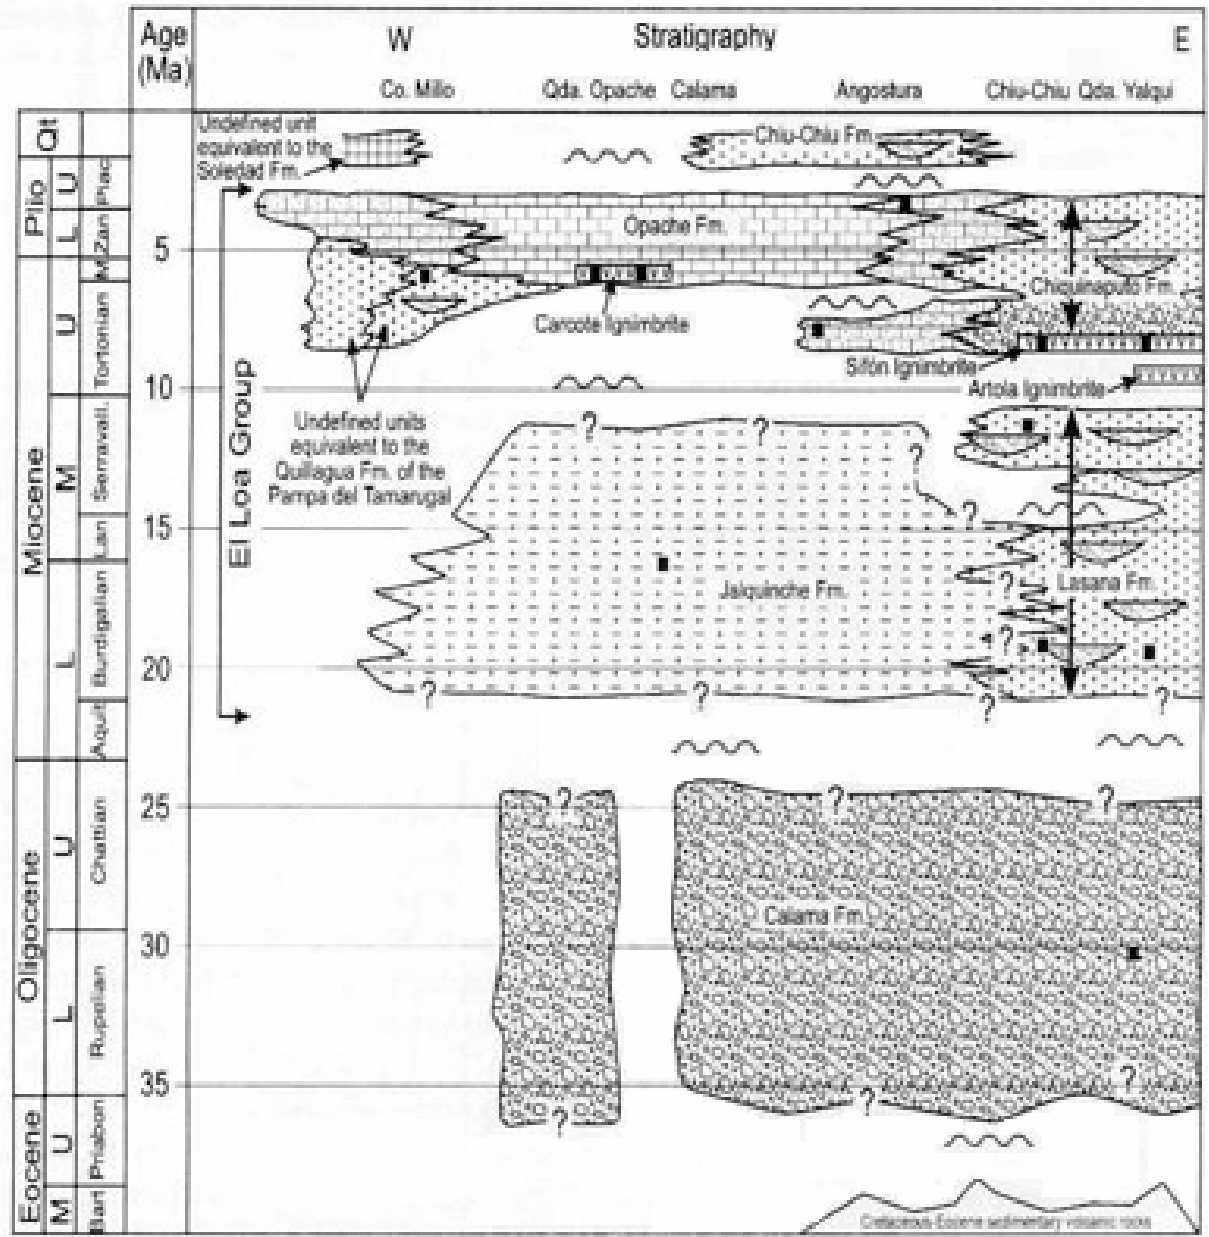 Age
(Ma)
W
Stratigraphy
E
Co. Millo
Qda. Opache
Calama
Angostura
Chiu-Chiu
Qda. Yalqui
Qt
Plio
U
L
Plac
Zan
M
Miocene
U
M
L
Tortonian
Serravall.
Lan
Burdigalian
Aquit
Oligocene
U
L
Chattian
Rupelian
Eocene
U
M
Priabon
Bart
5
10
15
20
25
30
35
Undefined unit
equivalent to the
Soledad Fm.
Chiu-Chiu Fm.
Opache Fm.
Carcote Ignimbrite
Chiquinaputo Fm.
Sifón Ignimbrite
Artola Ignimbrite
El Loa Group
Undefined units
equivalent to the
Quillagua Fm. of the
Pampa del Tamarugal
?
?
?
?
Jalquinche Fm.
?
?
Lasana Fm.
?
?
?
?
?
?
?
?
Calama Fm.
?
?
?
Cretaceous-Eocene sedimentary volcanic rocks